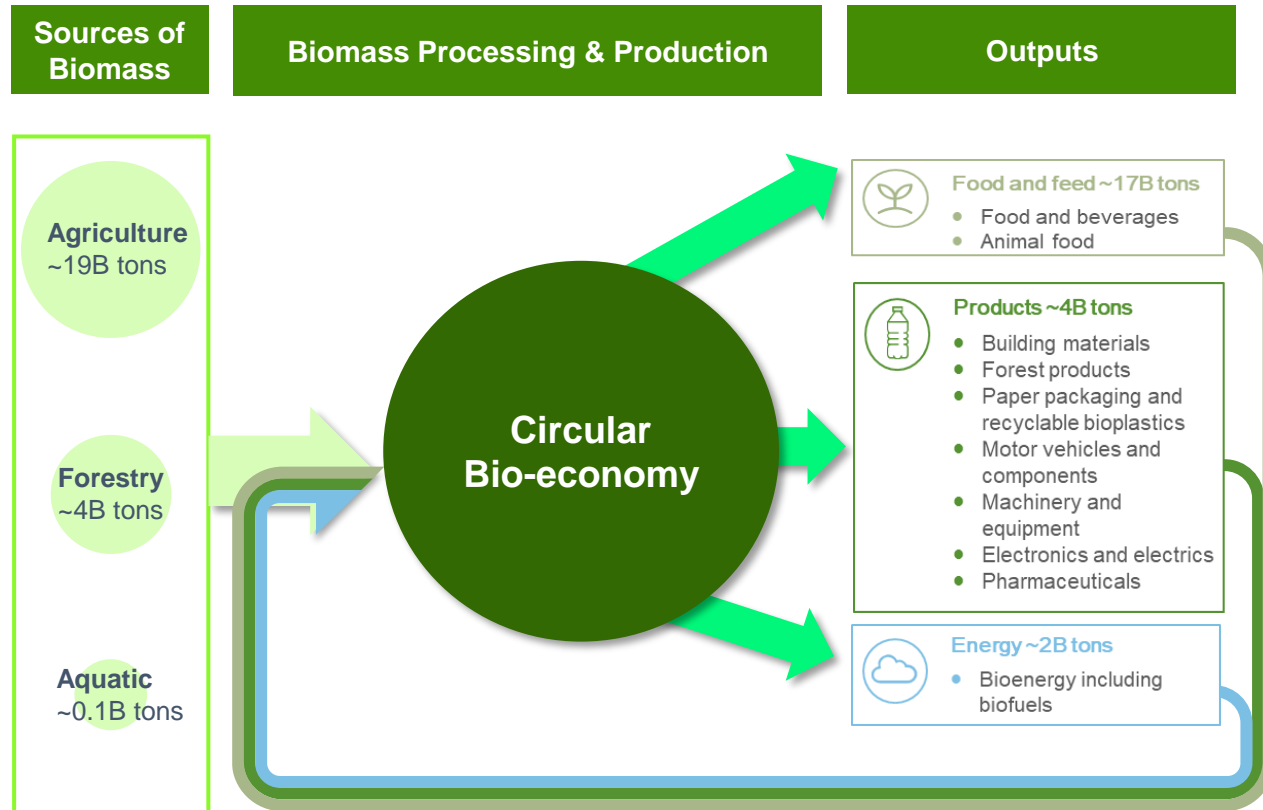 Sources of
Biomass
Biomass Processing & Production
Outputs
Agriculture
~19B tons
Forestry
~4B tons
Aquatic
~0.1B tons
Circular
Bio-economy
Food and feed ~17B tons
• Food and beverages
• Animal food
Products ~4B tons
• Building materials
• Forest products
• Paper packaging and
recyclable bioplastics
• Motor vehicles and
components
• Machinery and
equipment
• Electronics and electrics
• Pharmaceuticals
Energy ~2B tons
• Bioenergy including
biofuels